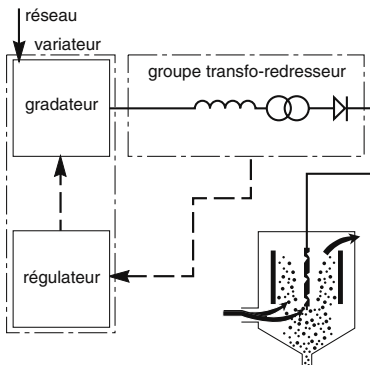 réseau
variateur
groupe transfo-redresseur
gradateur
régulateur